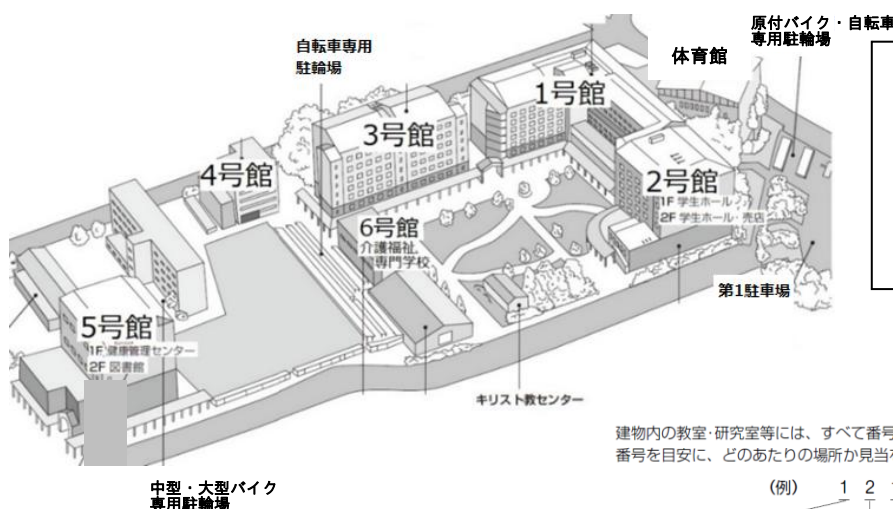 原付バイク・自転車
専用駐輪場
体育館
自転車専用
駐輪場
1号館
3号館
4号館
2号館
1F 学生ホール
2F 学生ホール・売店
6号館
介護福祉
専門学校
第1駐車場
5号館
1F 健康管理センター
2F 図書館
キリスト教センター
中型・大型バイク
専用駐輪場
建物内の教室・研究室等には、すべて番号
番号を目安に、どのあたりの場所か見当
(例) 1 2